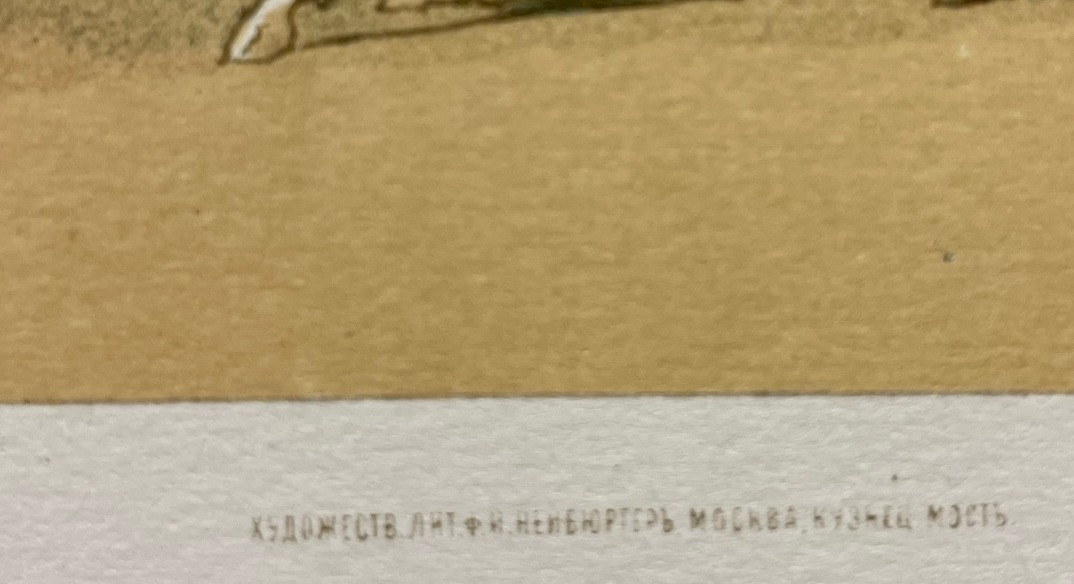 ХУДОЖЕСТВ. ЛИТ. Ф. И. НЕЙБЮРГЕРЪ. МОСКВА, КУЗНЕЦ. МОСТЪ.